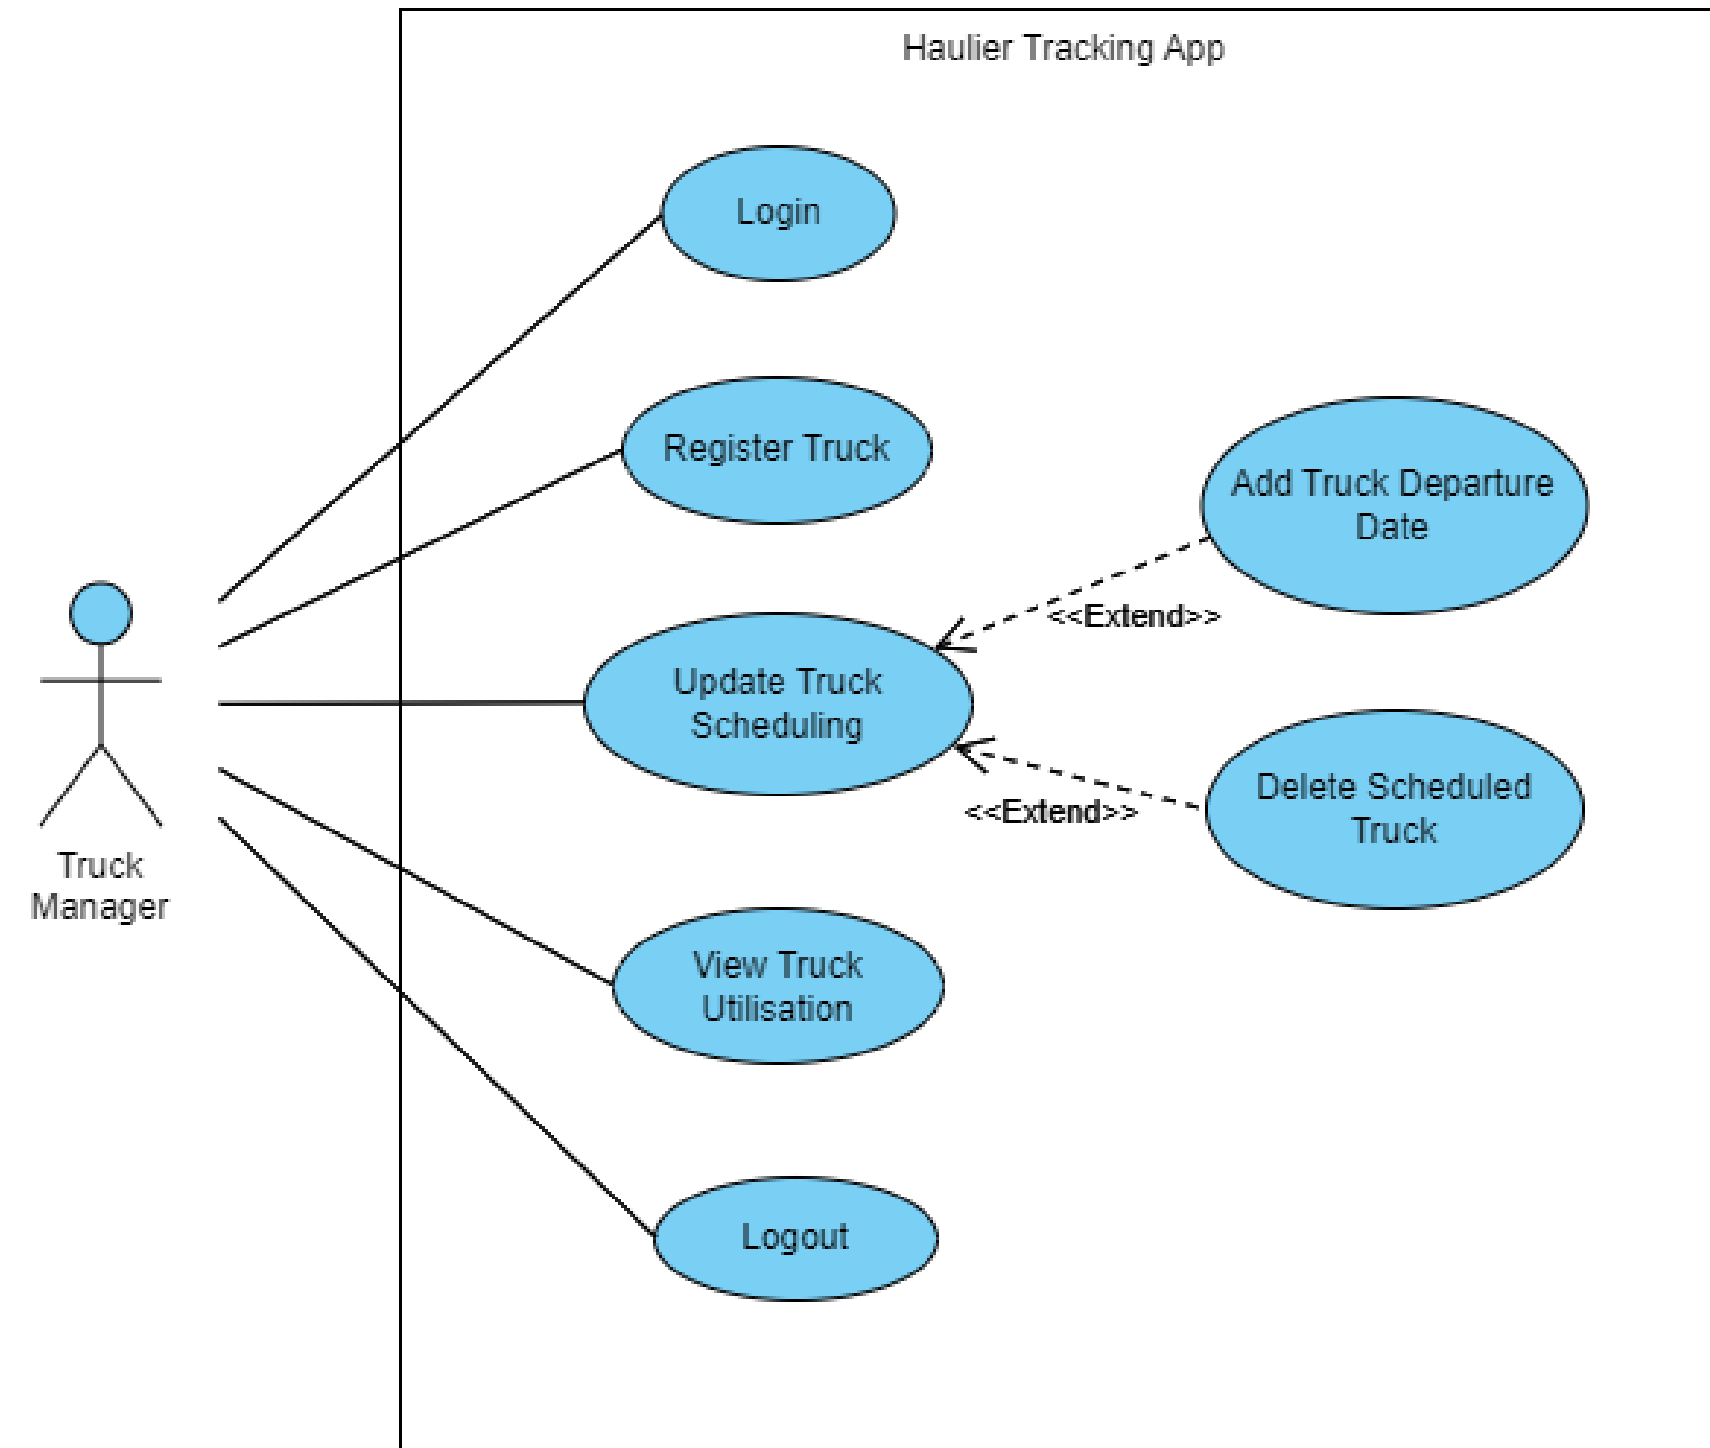 Haulier Tracking App
Login
Register Truck
Add Truck Departure
Date
<<Extend>>
Update Truck
Scheduling
Delete Scheduled
Truck
<<Extend>>
Truck
Manager
View Truck
Utilisation
Logout